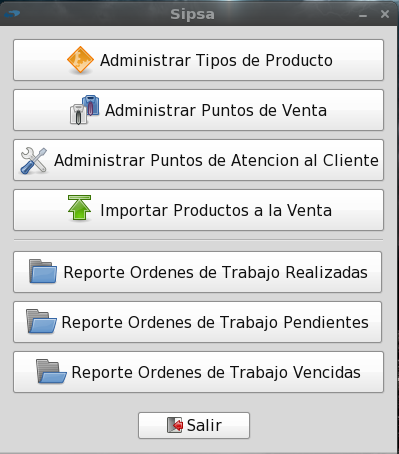 Sipsa
Administrar Tipos de Producto
Administrar Puntos de Venta
Administrar Puntos de Atencion al Cliente
Importar Productos a la Venta
Reporte Ordenes de Trabajo Realizadas
Reporte Ordenes de Trabajo Pendientes
Reporte Ordenes de Trabajo Vencidas
Salir